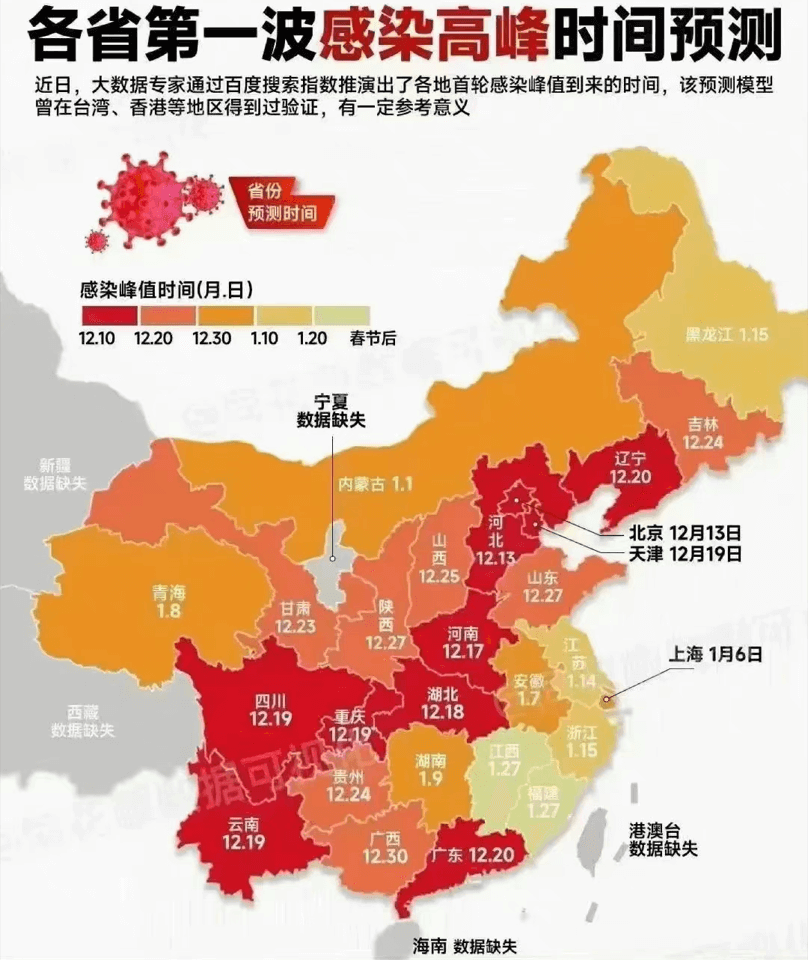 各省第一波感染高峰时间预测
近日，大数据专家通过百度搜索指数推演出了各地首轮感染峰值到来的时间，该预测模型
曾在台湾、香港等地区得到过验证，有一定参考意义
省份
预测时间
感染峰值时间(月.日)
12.10 12.20 12.30 1.10 1.20 春节后
黑龙江 1.15
宁夏
数据缺失
吉林
12.24
辽宁
12.20
新疆
数据缺失
内蒙古 1.1
北京 12月13日
天津 12月19日
河北
12.13
山西
12.25
山东
12.27
青海
1.8
甘肃
12.23
陕西
12.27
河南
12.17
江苏
1.14
上海 1月6日
安徽
1.7
四川
12.19
重庆
12.19
湖北
12.18
西藏
数据缺失
浙江
1.15
湖南
1.9
江西
1.27
贵州
12.24
福建
1.27
云南
12.19
广西
12.30
广东 12.20
港澳台
数据缺失
海南 数据缺失